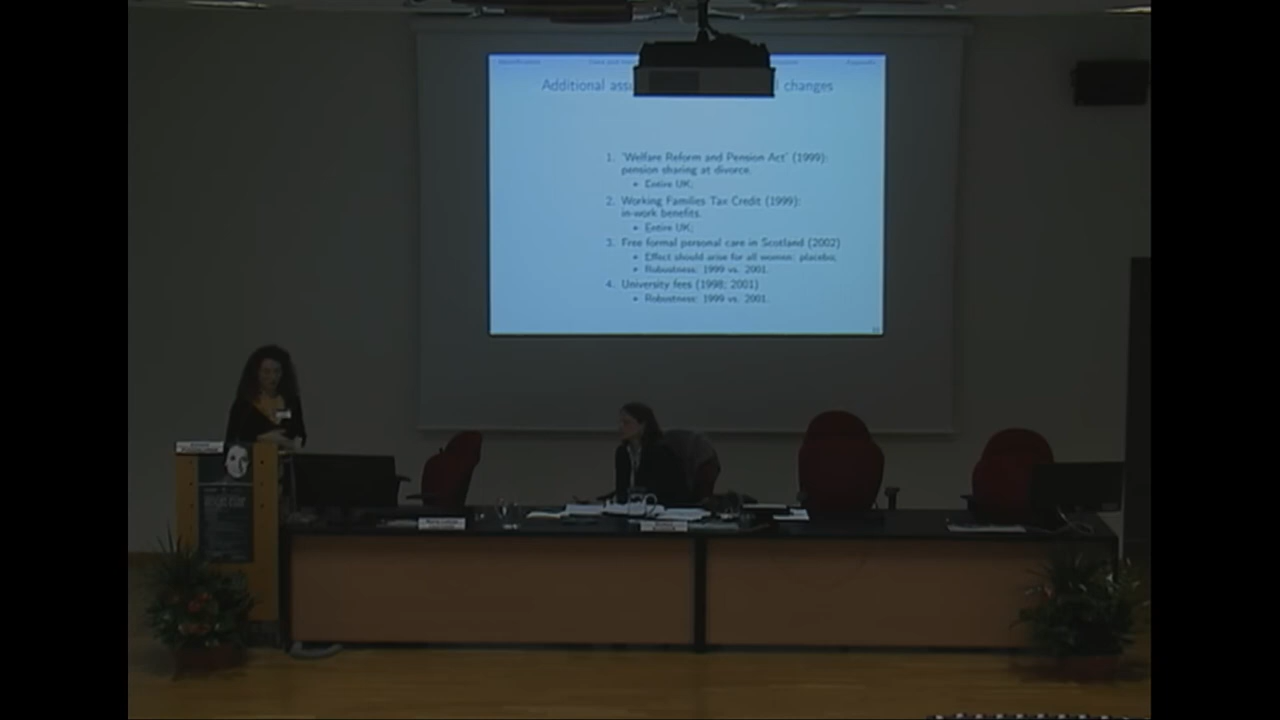 Identification
Appendix
Additional changes
1. 'Welfare Reform and Pension Act' (1999):
pension sharing at divorce.
• Entire UK;
2. Working Families Tax Credit (1999):
in-work benefits.
• Entire UK;
3. Free formal personal care in Scotland (2002)
• Effect should arise for all women: placebo;
• Robustness: 1999 vs. 2001.
4. University fees (1998; 2001)
• Robustness: 1999 vs. 2001.